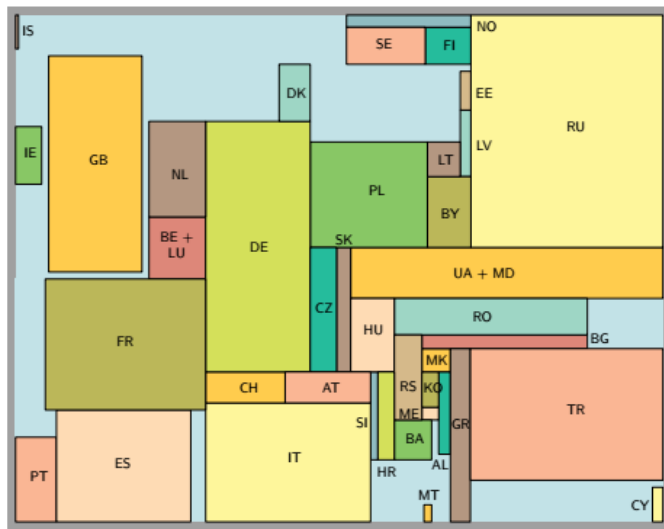 IS
NO
SE
FI
DK
EE
RU
IE
GB
NL
LV
LT
PL
BY
BE +
LU
DE
SK
UA + MD
CZ
RO
HU
FR
BG
MK
CH
AT
RS
KO
TR
ME
SI
GR
BA
ES
IT
HR
AL
PT
MT
CY